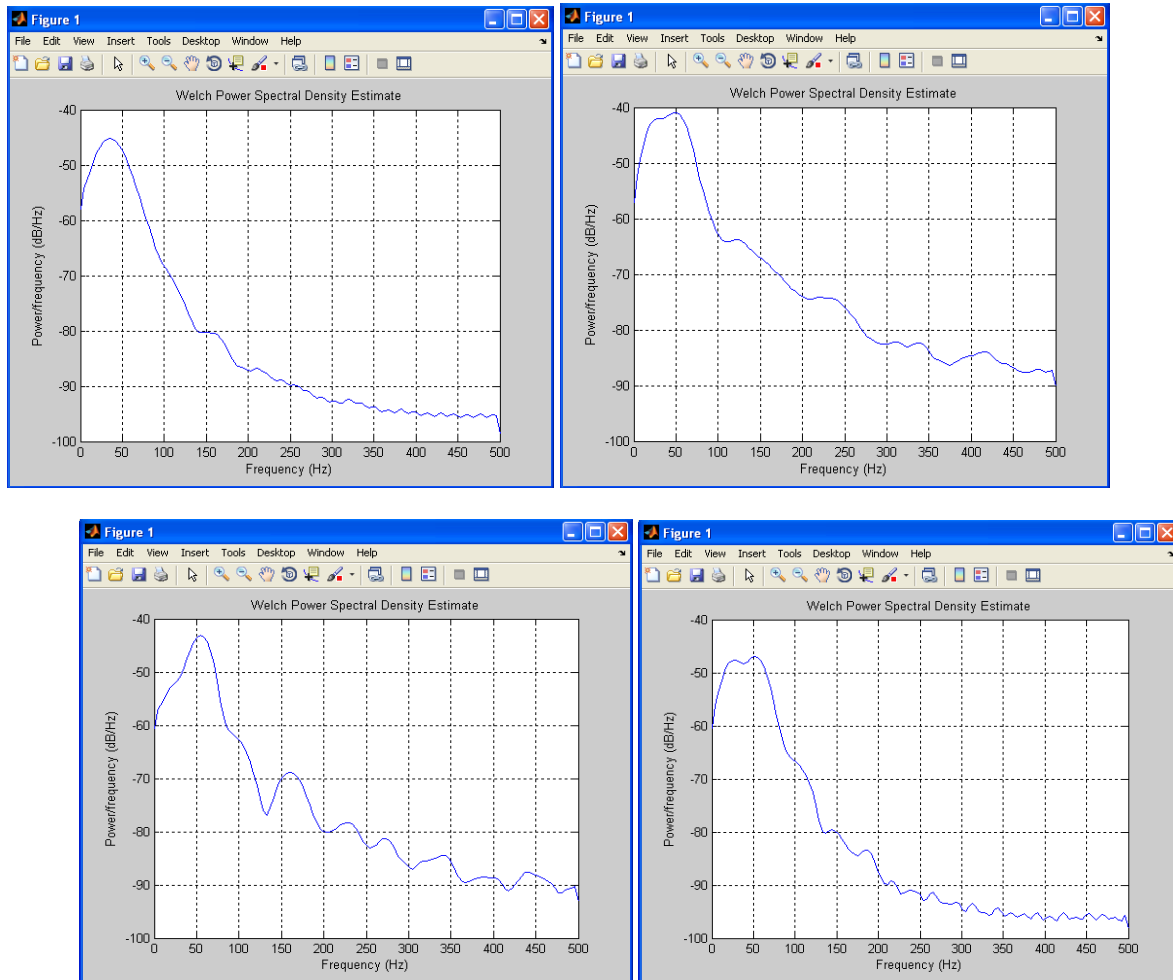 Figure 1
File Edit View Insert Tools Desktop Window Help
Welch Power Spectral Density Estimate
Power/frequency (dB/Hz)
-40
-50
-60
-70
-80
-90
-100
0 50 100 150 200 250 300 350 400 450 500
Frequency (Hz)
Figure 1
File Edit View Insert Tools Desktop Window Help
Welch Power Spectral Density Estimate
Power/frequency (dB/Hz)
-40
-50
-60
-70
-80
-90
-100
0 50 100 150 200 250 300 350 400 450 500
Frequency (Hz)
Figure 1
File Edit View Insert Tools Desktop Window Help
Welch Power Spectral Density Estimate
Power/frequency (dB/Hz)
-40
-50
-60
-70
-80
-90
-100
0 50 100 150 200 250 300 350 400 450 500
Frequency (Hz)
Figure 1
File Edit View Insert Tools Desktop Window Help
Welch Power Spectral Density Estimate
Power/frequency (dB/Hz)
-40
-50
-60
-70
-80
-90
-100
0 50 100 150 200 250 300 350 400 450 500
Frequency (Hz)